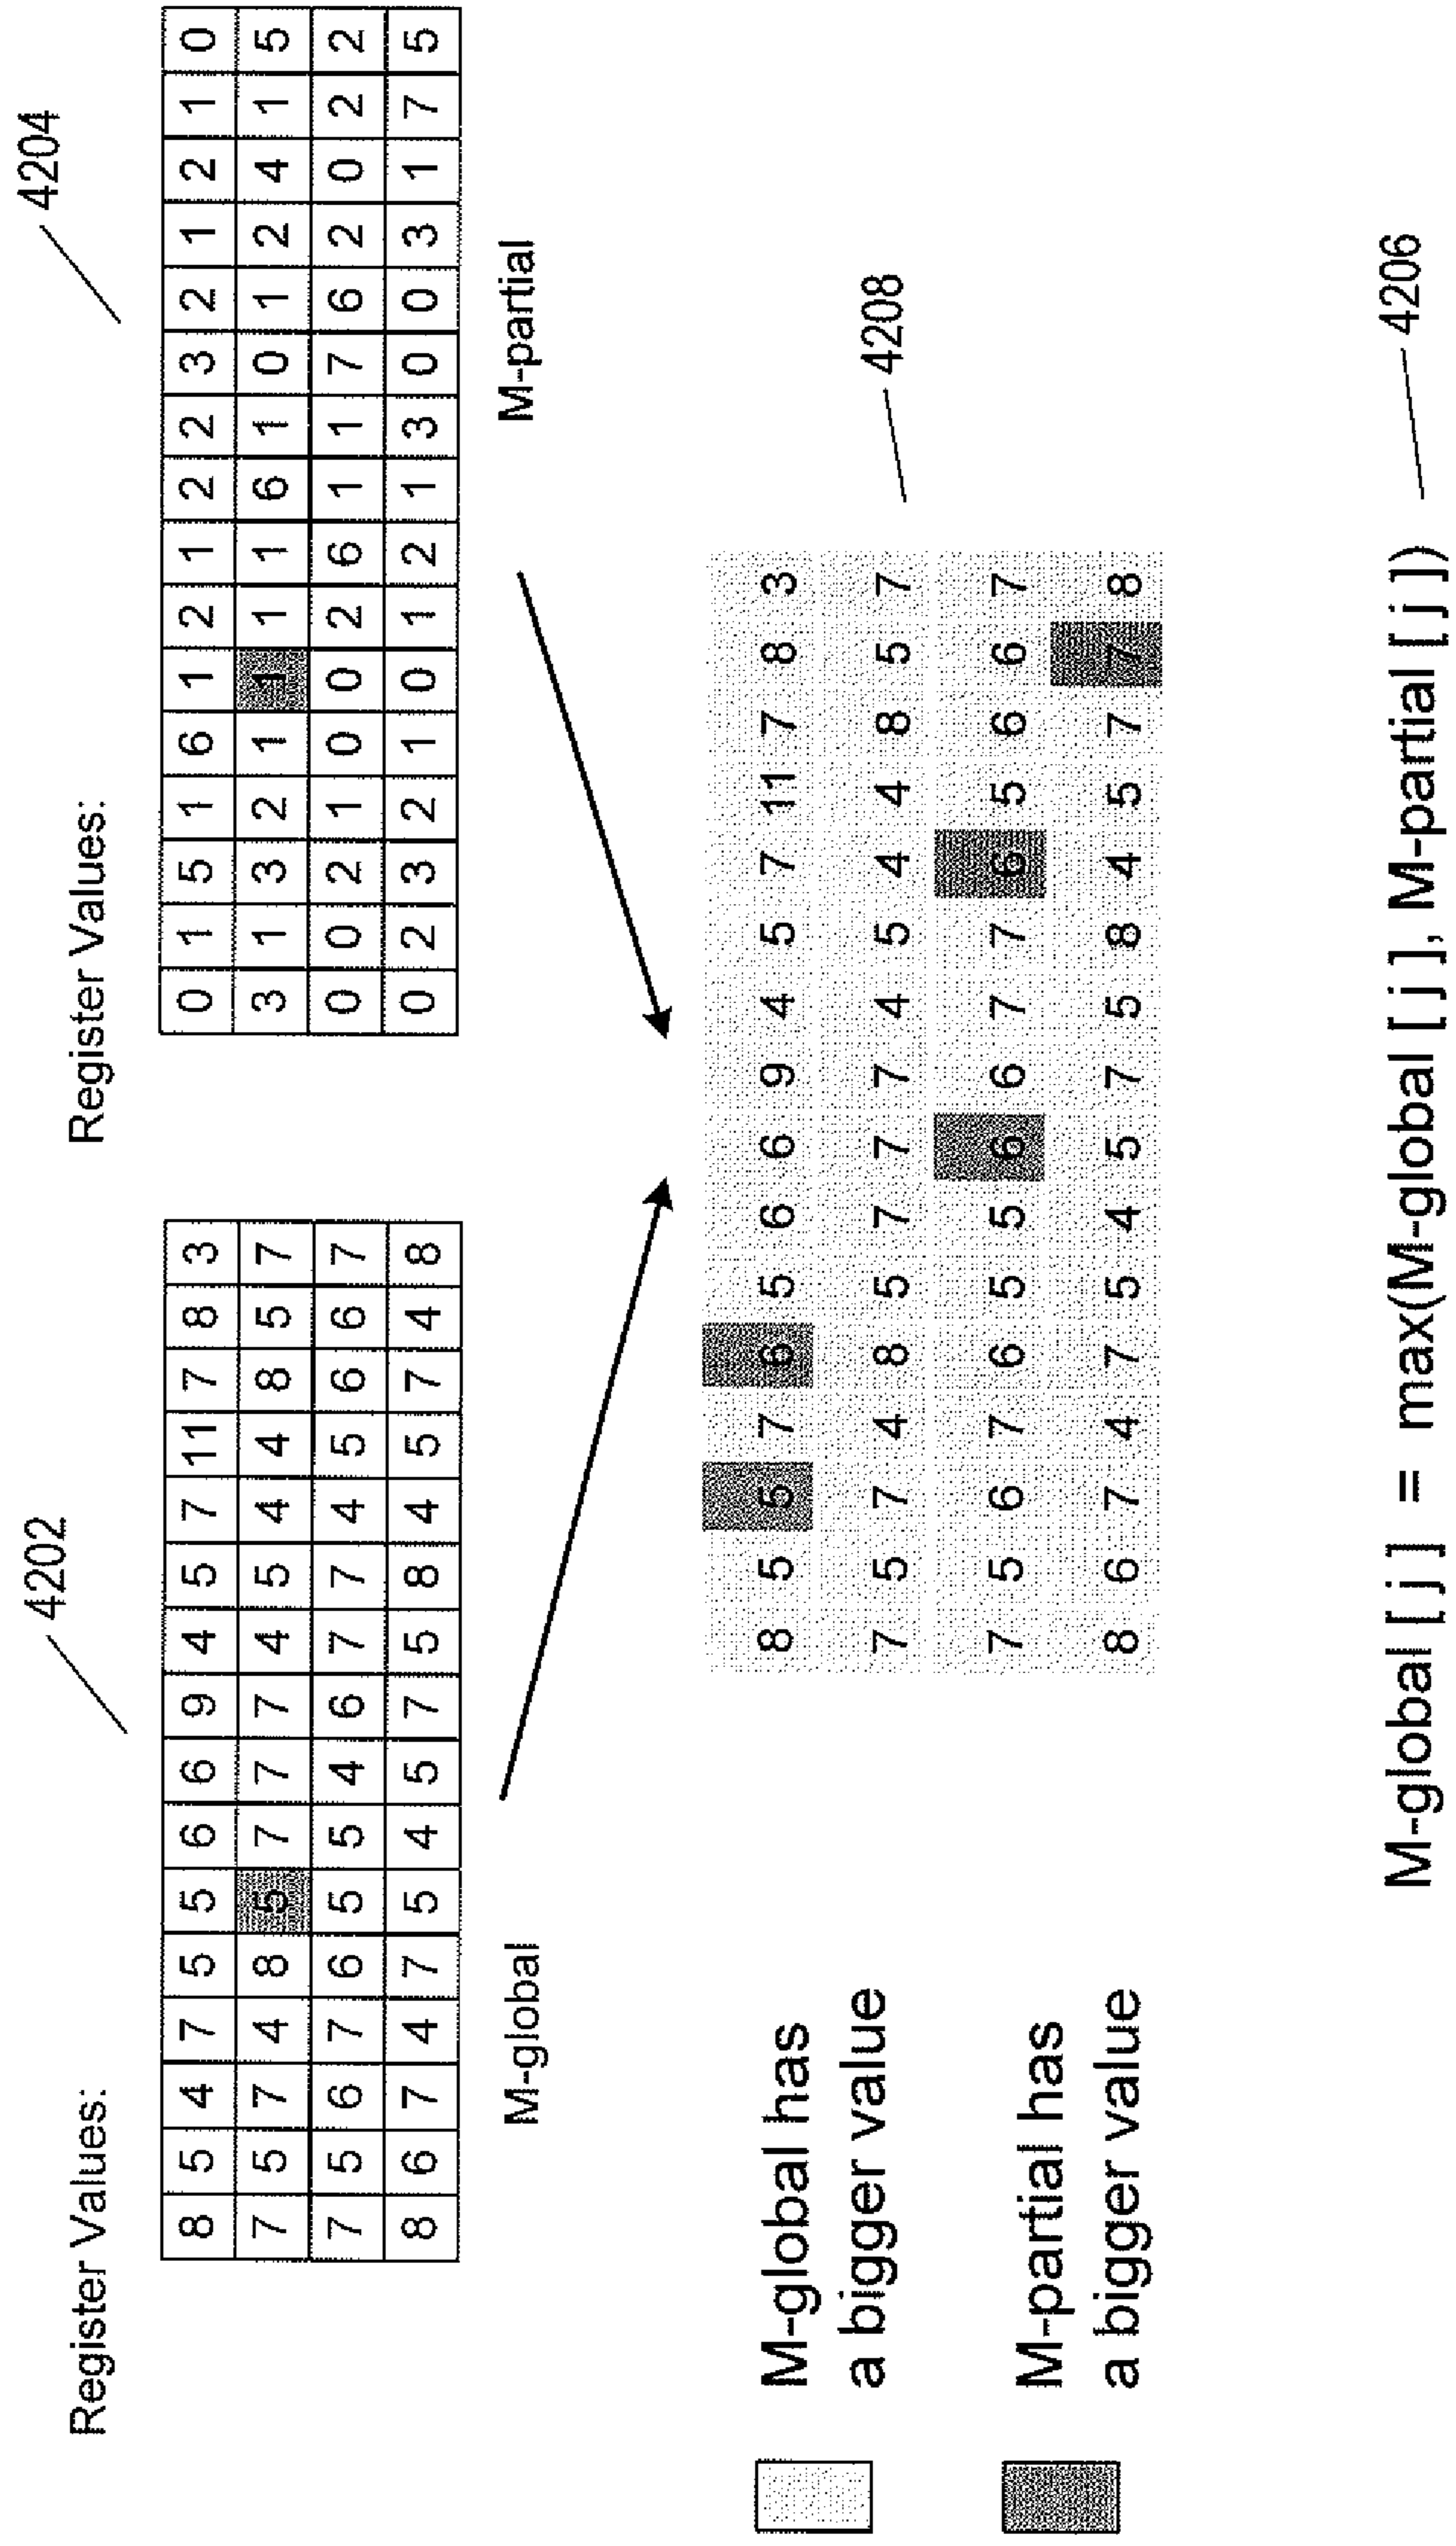 4202
Register Values:
8 5 4 7 5 5 6 6 9 4 5 7 11 7 8 3
7 5 7 4 8 5 7 7 7 4 5 4 4 8 5 7
7 5 6 7 6 5 5 4 6 7 7 4 5 6 6 7
8 6 7 4 7 5 4 5 7 5 8 4 5 7 4 8
M-global
4204
Register Values:
0 1 5 1 6 1 2 1 2 2 3 2 1 2 1 0
3 1 3 2 1 1 1 1 6 1 0 1 2 4 1 5
0 0 2 1 0 0 2 6 1 1 7 6 2 0 2 2
0 2 3 2 1 0 1 2 1 3 0 0 3 1 7 5
M-partial
M-global has
a bigger value
M-partial has
a bigger value
8 5 5 7 6 5 6 6 9 4 5 7 11 7 8 3
7 5 7 4 8 5 7 7 7 4 5 4 4 8 5 7
7 5 6 7 6 5 5 6 6 7 7 6 5 6 6 7
8 6 7 4 7 5 4 5 7 5 8 4 5 7 7 8
4208
M-global [ j ] = max(M-global [ j ], M-partial [ j ])
4206